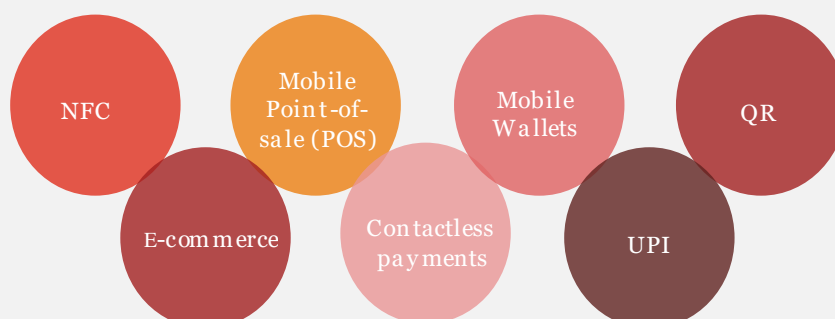 NFC
Mobile
Point-of-
sale (POS)
Mobile
Wallets
QR
E-commerce
Contactless
payments
UPI